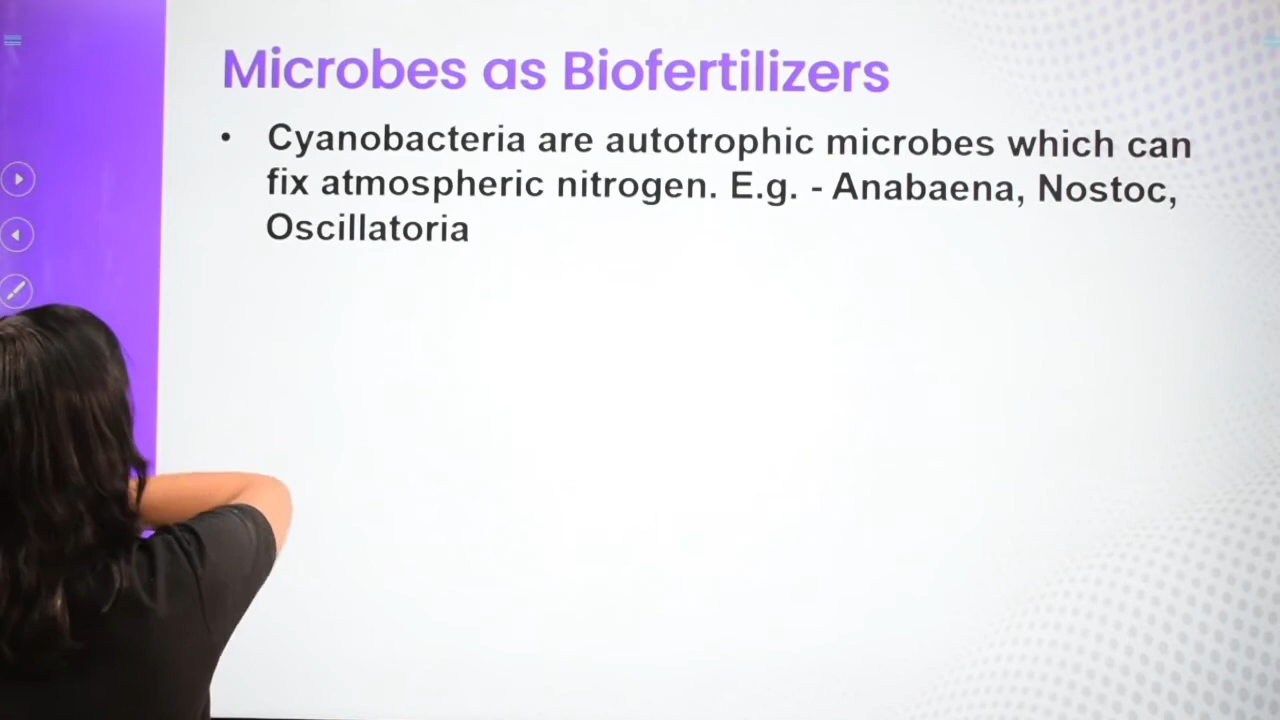 Microbes as Biofertilizers
• Cyanobacteria are autotrophic microbes which can
fix atmospheric nitrogen. E.g. - Anabaena, Nostoc,
Oscillatoria